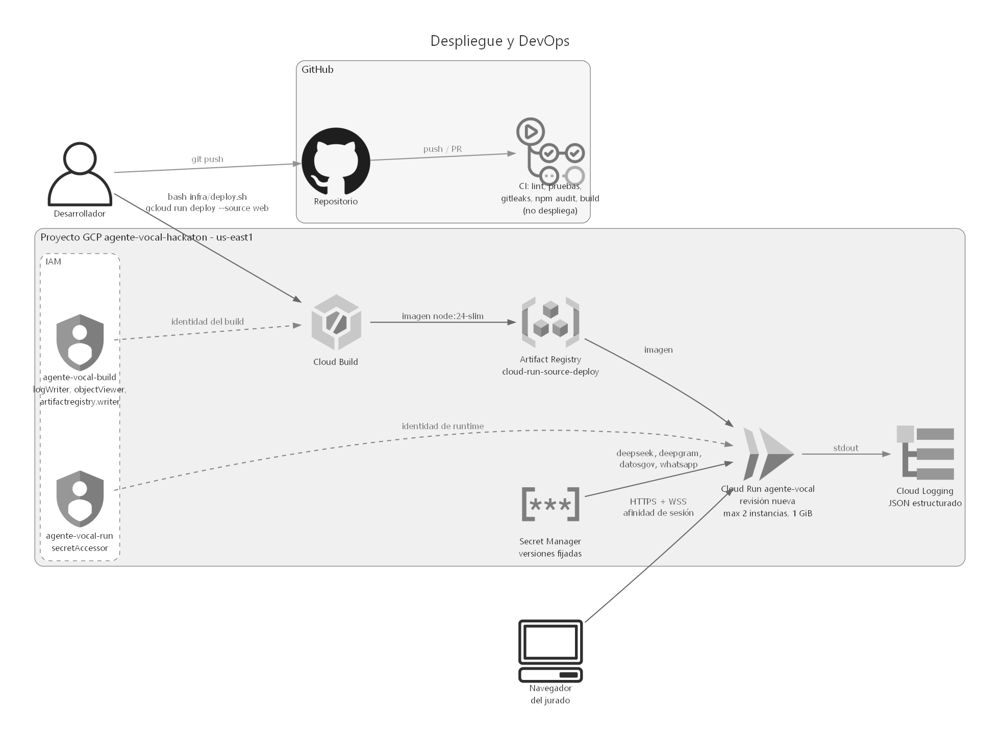 Despliegue y DevOps
GitHub
git push
push / PR
bash infra/deploy.sh
gcloud run deploy --source web
Desarrollador
Repositorio
CI: lint, pruebas,
gitleaks, npm audit, build
(no despliega)
Proyecto GCP agente-vocal-hackaton - us-east1
IAM
identidad del build
imagen node:24-slim
Cloud Build
Artifact Registry
cloud-run-source-deploy
imagen
agente-vocal-build
logWriter, objectViewer,
artifactregistry.writer
identidad de runtime
deepseek, deepgram,
datosgov, whatsapp
stdout
Cloud Run agente-vocal
revisión nueva
max 2 instancias, 1 GiB
Cloud Logging
JSON estructurado
HTTPS + WSS
afinidad de sesión
agente-vocal-run
secretAccessor
Secret Manager
versiones fijadas
Navegador
del jurado